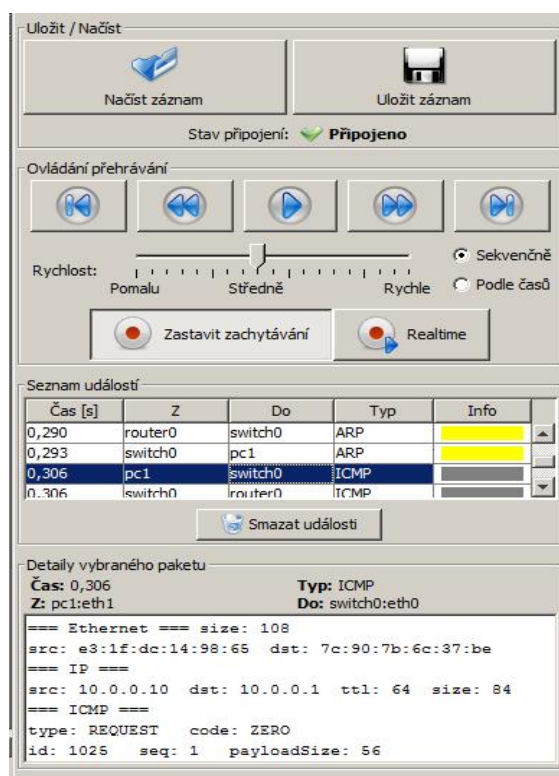 Uložit / Načíst
Načíst záznam Uložit záznam
Stav připojení: Připojeno
Ovládání přehrávání
Rychlost:
Pomalu Středně Rychle
Sekvenčně
Podle časů
Zastavit zachytávání Realtime
Seznam událostí
Čas [s] Z Do Typ Info
0,290 router0 switch0 ARP
0,293 switch0 pc1 ARP
0,306 pc1 switch0 ICMP
0,306 switch0 router0 ICMP
Smazat události
Detaily vybraného paketu
Čas: 0,306 Typ: ICMP
Z: pc1:eth1 Do: switch0:eth0
=== Ethernet === size: 108
src: e3:1f:dc:14:98:65 dst: 7c:90:7b:6c:37:be
=== IP ===
src: 10.0.0.10 dst: 10.0.0.1 ttl: 64 size: 84
=== ICMP ===
type: REQUEST code: ZERO
id: 1025 seq: 1 payloadSize: 56